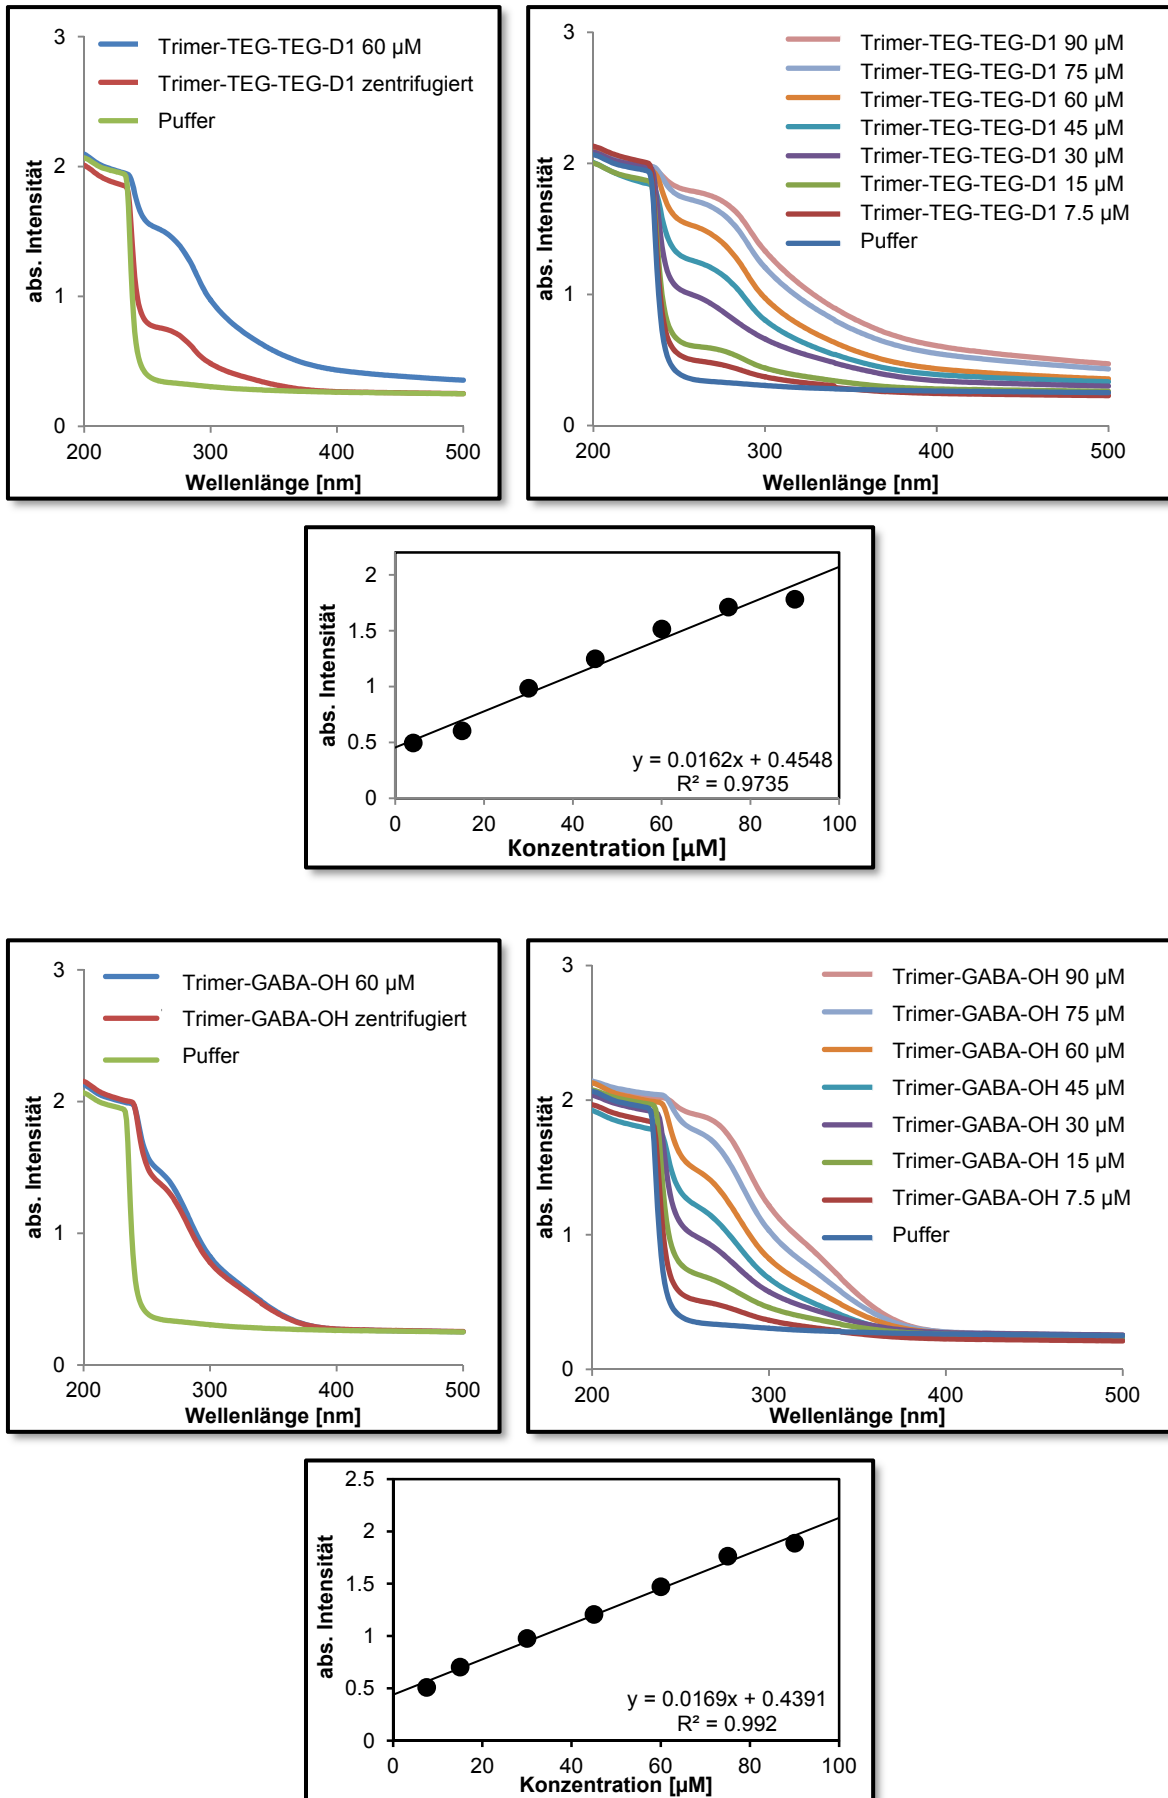 3
2
1
0
200
300
400
500
abs. Intensität
Wellenlänge [nm]
Trimer-TEG-TEG-D1 60 µM
Trimer-TEG-TEG-D1 zentrifugiert
Puffer
3
2
1
0
200
300
400
500
abs. Intensität
Wellenlänge [nm]
Trimer-TEG-TEG-D1 90 µM
Trimer-TEG-TEG-D1 75 µM
Trimer-TEG-TEG-D1 60 µM
Trimer-TEG-TEG-D1 45 µM
Trimer-TEG-TEG-D1 30 µM
Trimer-TEG-TEG-D1 15 µM
Trimer-TEG-TEG-D1 7.5 µM
Puffer
2
1.5
1
0.5
0
0
20
40
60
80
100
abs. Intensität
Konzentration [µM]
y = 0.0162x + 0.4548
R² = 0.9735
3
2
1
0
200
300
400
500
abs. Intensität
Wellenlänge [nm]
Trimer-GABA-OH 60 µM
Trimer-GABA-OH zentrifugiert
Puffer
3
2
1
0
200
300
400
500
abs. Intensität
Wellenlänge [nm]
Trimer-GABA-OH 90 µM
Trimer-GABA-OH 75 µM
Trimer-GABA-OH 60 µM
Trimer-GABA-OH 45 µM
Trimer-GABA-OH 30 µM
Trimer-GABA-OH 15 µM
Trimer-GABA-OH 7.5 µM
Puffer
2.5
2
1.5
1
0.5
0
0
20
40
60
80
100
abs. Intensität
Konzentration [µM]
y = 0.0169x + 0.4391
R² = 0.992